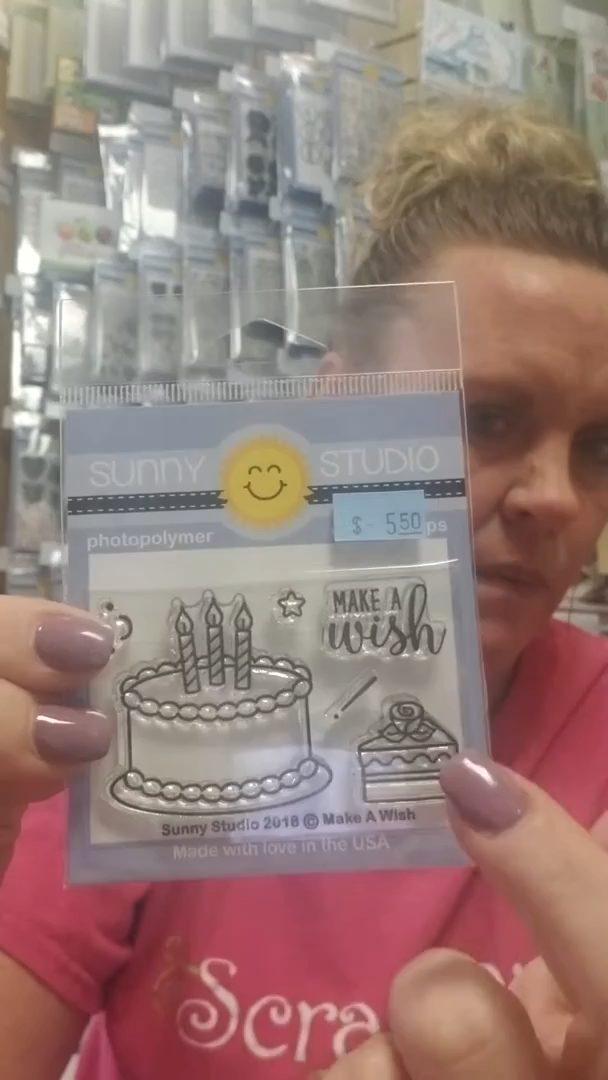 SUNNY STUDIO
$ - 5.50
photopolymer ps
MAKE A
wish
Sunny Studio 2018 © Make A Wish
Made with love in the USA
Scra